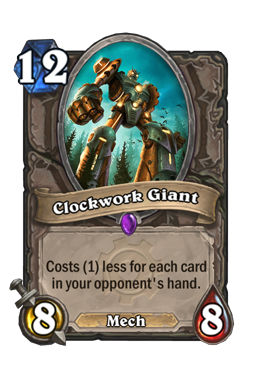 12
Clockwork Giant
Costs (1) less for each card
in your opponent's hand.
8
Mech
8